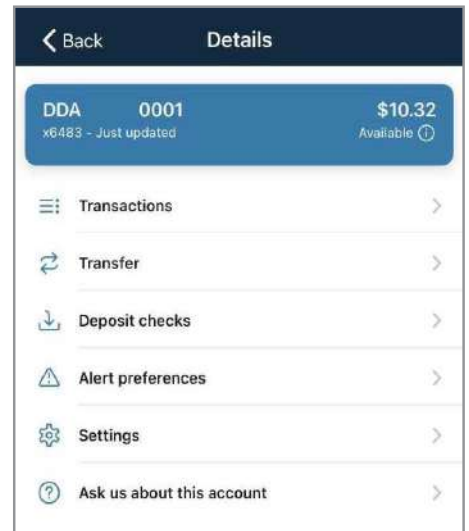 Back Details
DDA 0001 $10.32
x6483 - Just updated Available
Transactions
Transfer
Deposit checks
Alert preferences
Settings
Ask us about this account